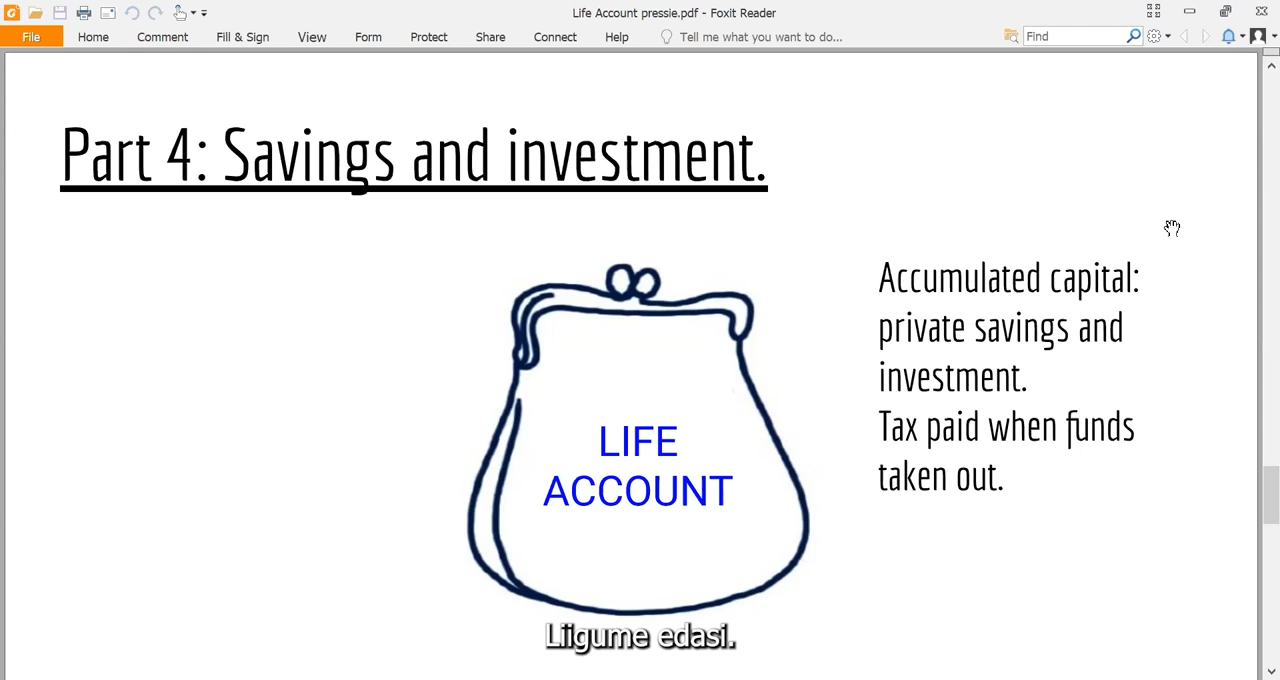 Life Account pressie.pdf - Foxit Reader
File Home Comment Fill & Sign View Form Protect Share Connect Help Tell me what you want to do... Find
Part 4: Savings and investment.
Accumulated capital:
private savings and
investment.
Tax paid when funds
taken out.
LIFE
ACCOUNT
Liigume edasi.